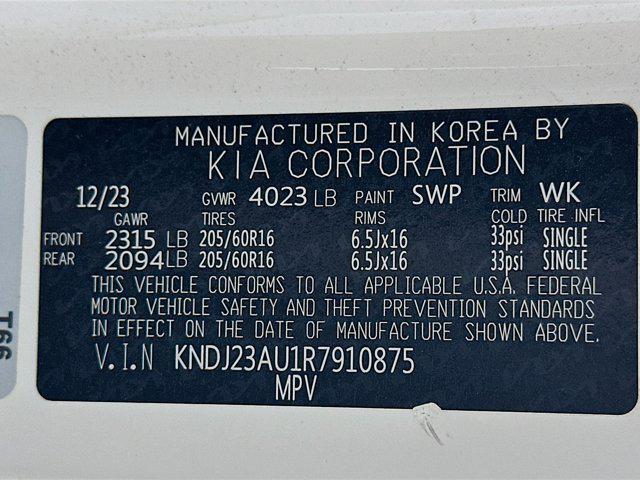 MANUFACTURED IN KOREA BY
KIA CORPORATION
12/23 GVWR 4023 LB PAINT SWP TRIM WK
GAWR TIRES RIMS COLD TIRE INFL
FRONT 2315 LB 205/60R16 6.5Jx16 33psi SINGLE
REAR 2094 LB 205/60R16 6.5Jx16 33psi SINGLE
THIS VEHICLE CONFORMS TO ALL APPLICABLE U.S.A. FEDERAL
MOTOR VEHICLE SAFETY AND THEFT PREVENTION STANDARDS
IN EFFECT ON THE DATE OF MANUFACTURE SHOWN ABOVE.
V.I.N KNDJ23AU1R7910875
MPV
991